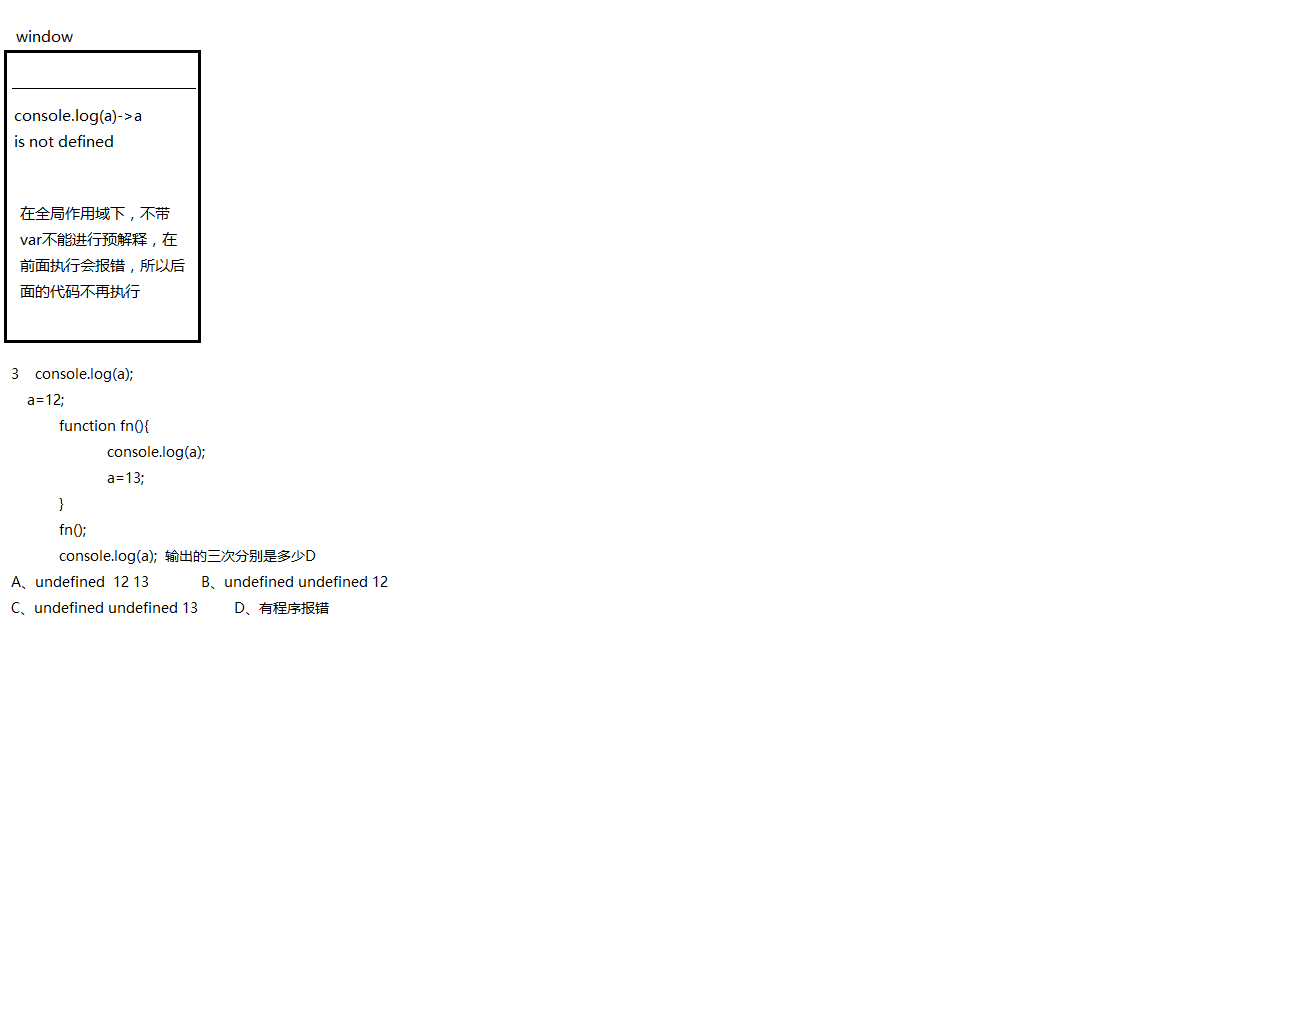 window
console.log(a)->a
is not defined
在全局作用域下，不带
var不能进行预解释，在
前面执行会报错，所以后
面的代码不再执行
3    console.log(a);
a=12;
function fn(){
console.log(a);
a=13;
}
fn();
console.log(a);  输出的三次分别是多少D
A、undefined  12 13             B、undefined undefined 12
C、undefined undefined 13         D、有程序报错